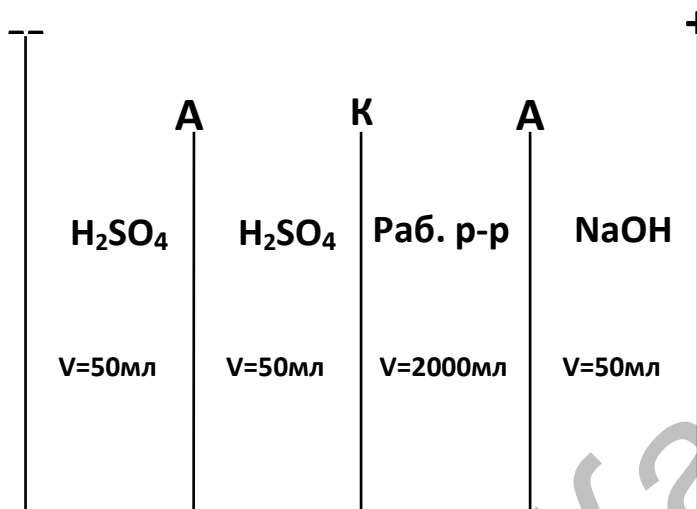 -- +
А К А
H₂SO₄ H₂SO₄ Раб. р-р NaOH
V=50мл V=50мл V=2000мл V=50мл